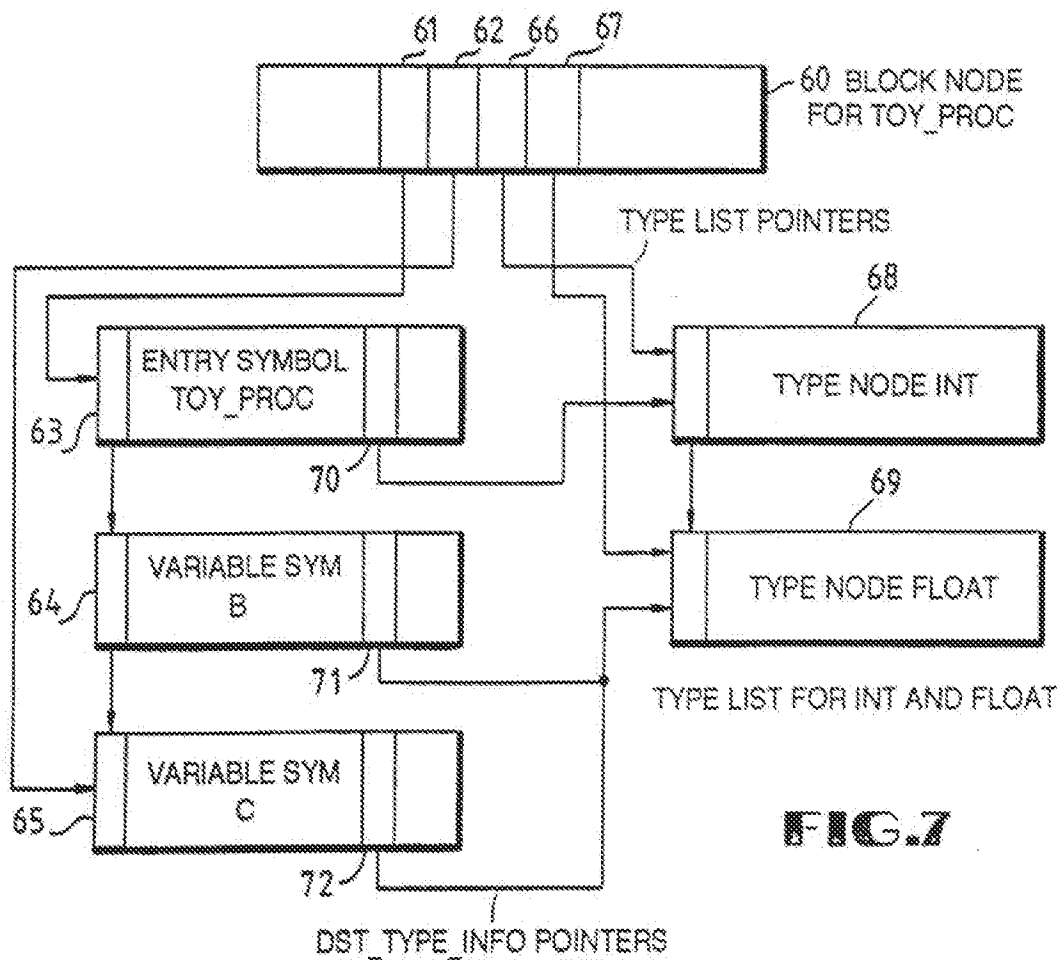 61 62 66 67
60 BLOCK NODE
FOR TOY_PROC
TYPE LIST POINTERS
68
ENTRY SYMBOL
TOY_PROC
TYPE NODE INT
63
70
69
VARIABLE SYM
B
TYPE NODE FLOAT
64
71
TYPE LIST FOR INT AND FLOAT
VARIABLE SYM
C
65
72
FIG.7
DST_TYPE_INFO POINTERS